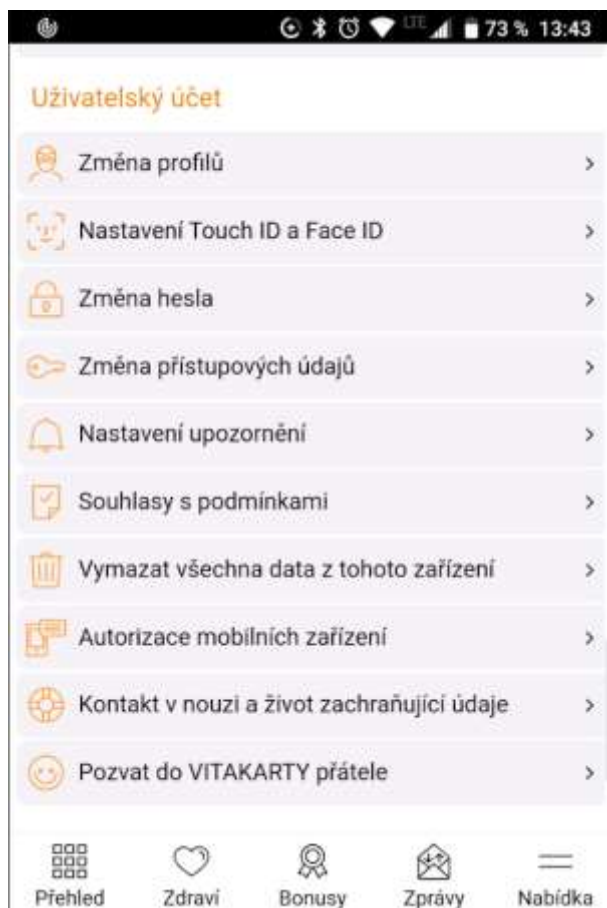 LTE 73 % 13:43
Uživatelský účet
Změna profilů
Nastavení Touch ID a Face ID
Změna hesla
Změna přístupových údajů
Nastavení upozornění
Souhlasy s podmínkami
Vymazat všechna data z tohoto zařízení
Autorizace mobilních zařízení
Kontakt v nouzi a život zachraňující údaje
Pozvat do VITAKARTY přátele
Přehled Zdraví Bonusy Zprávy Nabídka